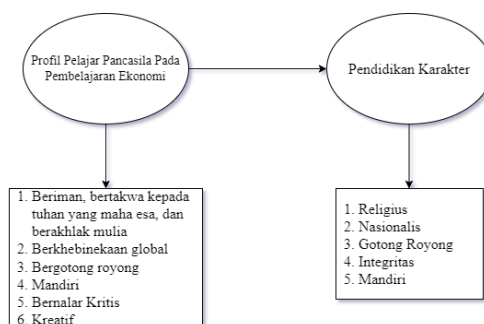 Profil Pelajar Pancasila Pada
Pembelajaran Ekonomi
Pendidikan Karakter
1. Beriman, bertakwa kepada
tuhan yang maha esa, dan
berakhlak mulia
2. Berkhebinekaan global
3. Bergotong royong
4. Mandiri
5. Bernalar Kritis
6. Kreatif
1. Religius
2. Nasionalis
3. Gotong Royong
4. Integritas
5. Mandiri